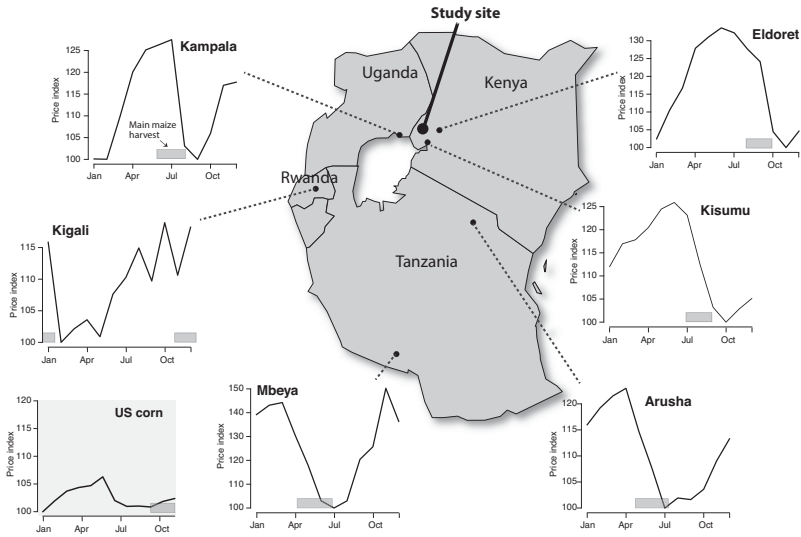 Study site
Kampala
Price index
125
120
115
110
105
100
Main maize
harvest
Jan
Apr
Jul
Oct
Uganda
Kenya
Rwanda
Tanzania
Eldoret
Price index
130
120
110
100
Jan
Apr
Jul
Oct
Kigali
Price index
115
110
105
100
Jan
Apr
Jul
Oct
Kisumu
Price index
125
120
115
110
105
100
Jan
Apr
Jul
Oct
US corn
Price index
120
115
110
105
100
Jan
Apr
Jul
Oct
Mbeya
Price index
150
140
130
120
110
100
Jan
Apr
Jul
Oct
Arusha
Price index
120
115
110
105
100
Jan
Apr
Jul
Oct